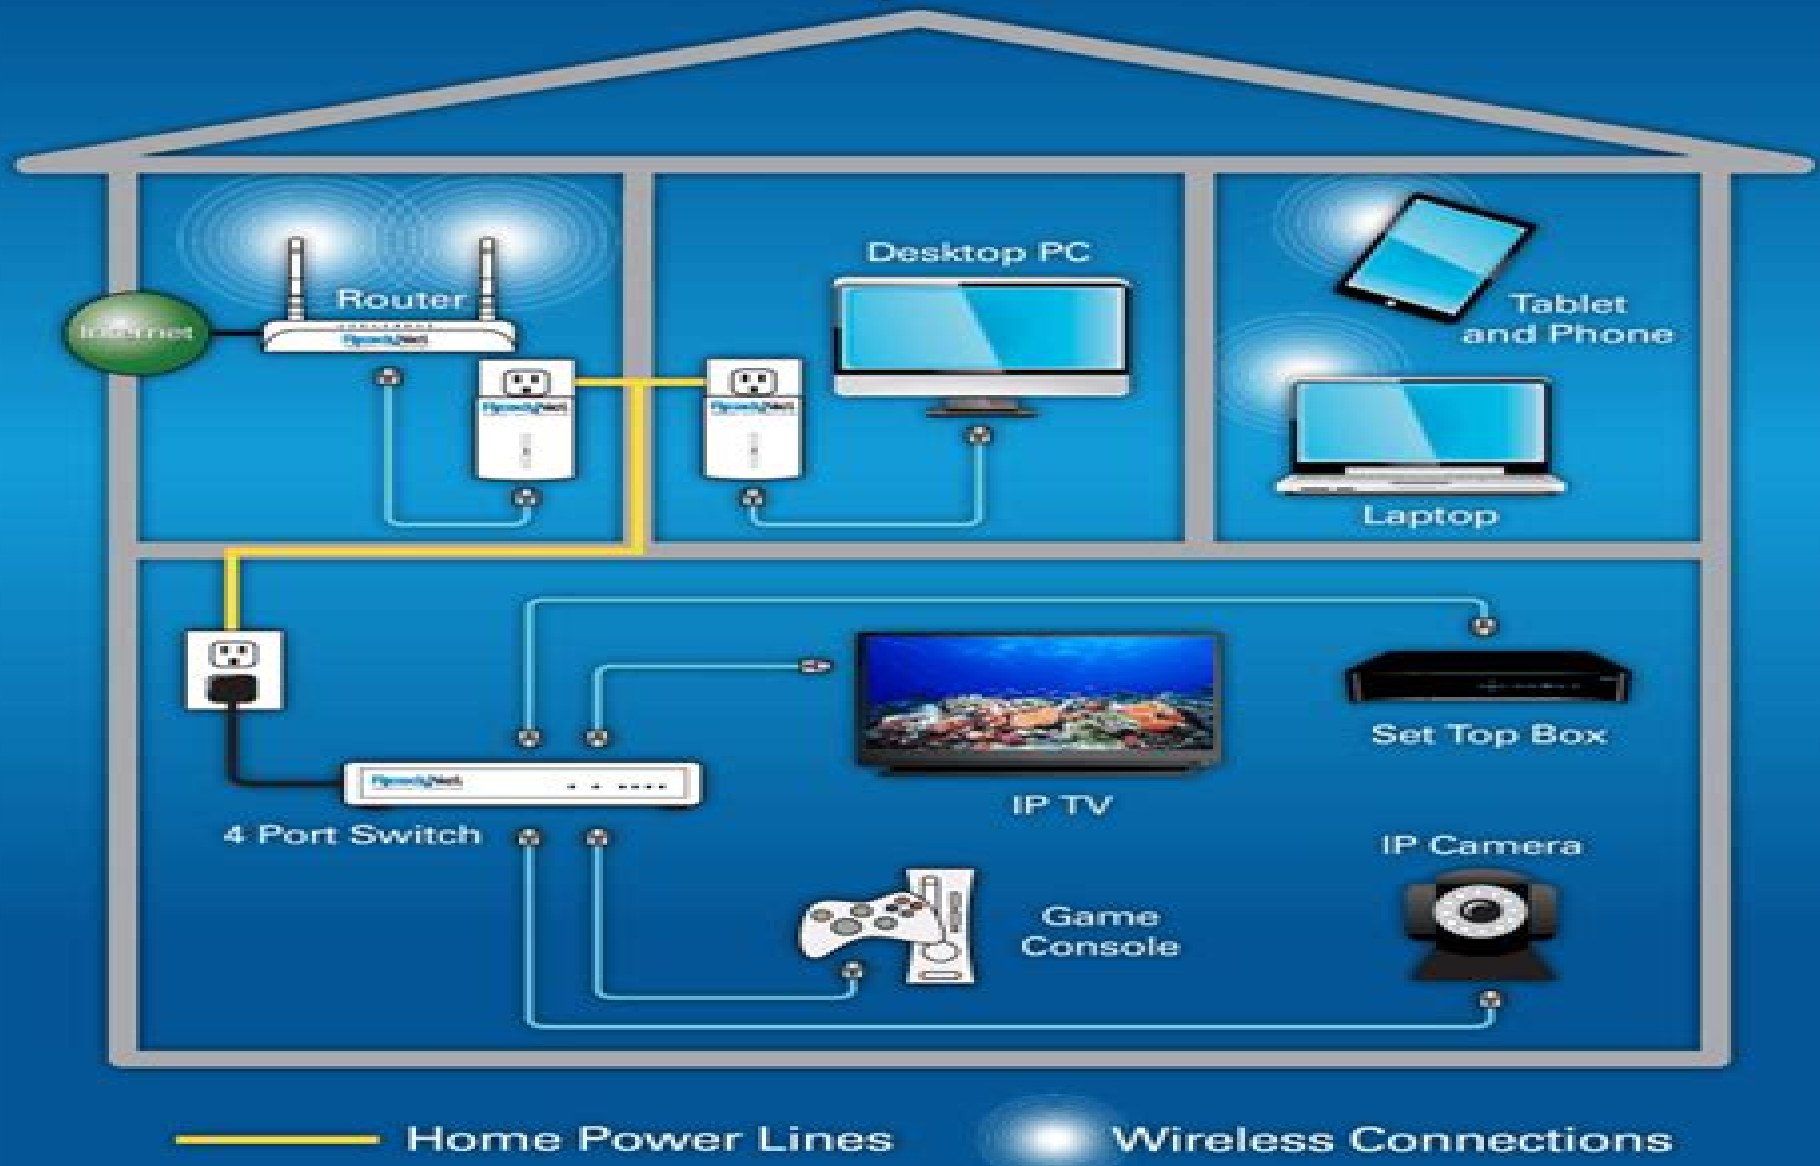 Desktop PC
Router
Internet
Tablet
and Phone
Laptop
Set Top Box
IP TV
4 Port Switch
IP Camera
Game
Console
Home Power Lines
Wireless Connections